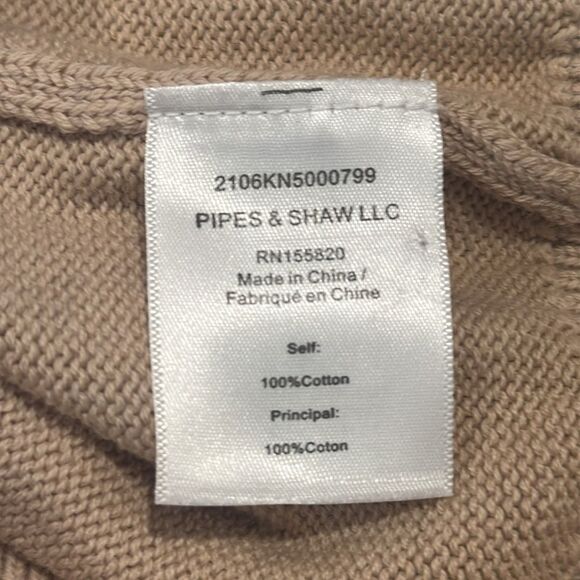 2106KN5000799
PIPES & SHAW LLC
RN155820
Made in China /
Fabriqué en Chine
Self:
100%Cotton
Principal:
100%Coton